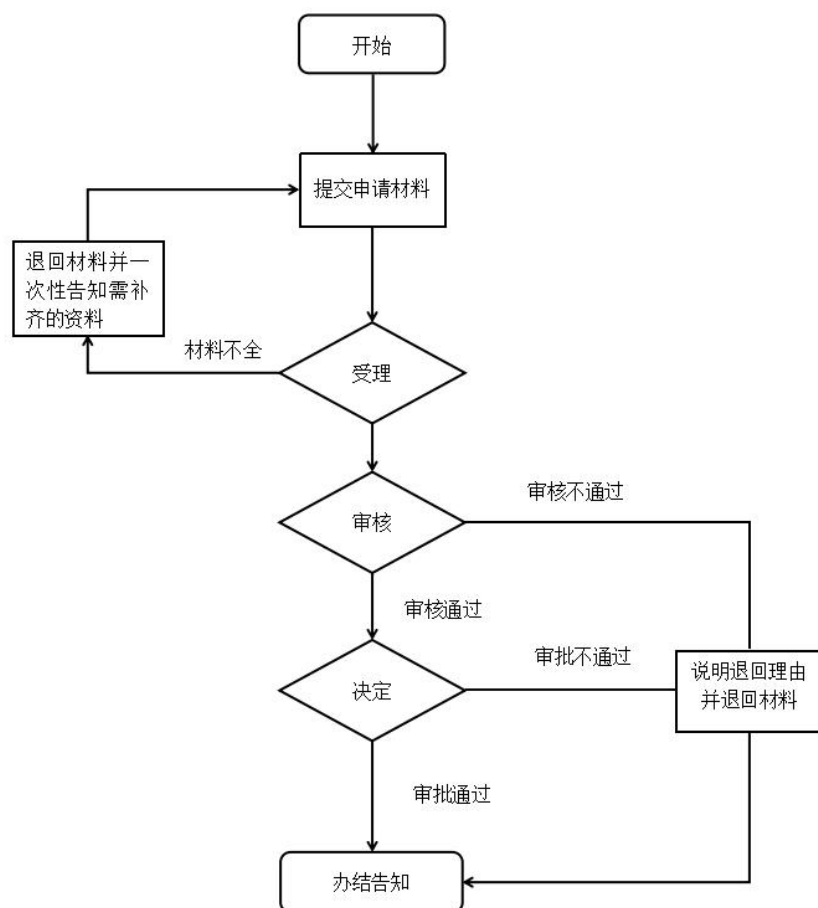 开始
提交申请材料
退回材料并一
次性告知需补
齐的资料
材料不全
受理
审核不通过
审核
审核通过
审批不通过
说明退回理由
并退回材料
决定
审批通过
办结告知